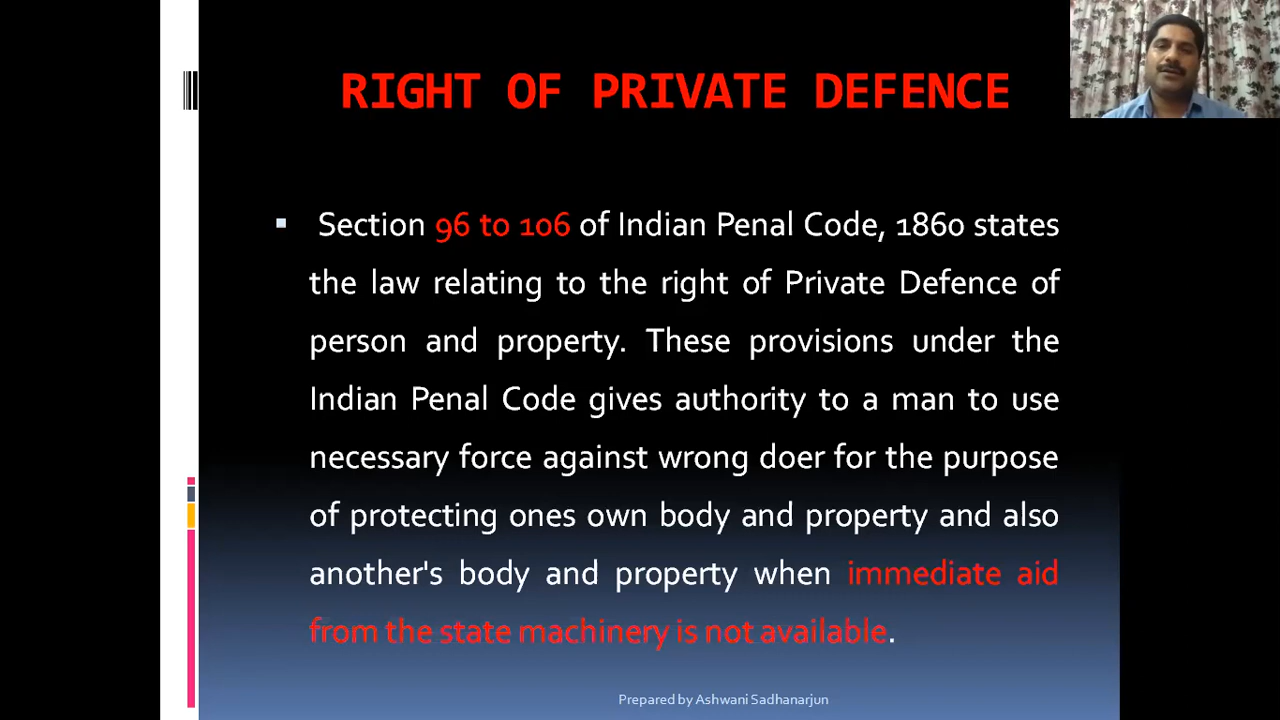 RIGHT OF PRIVATE DEFENCE
Section 96 to 106 of Indian Penal Code, 1860 states
the law relating to the right of Private Defence of
person and property. These provisions under the
Indian Penal Code gives authority to a man to use
necessary force against wrong doer for the purpose
of protecting ones own body and property and also
another's body and property when immediate aid
from the state machinery is not available.
Prepared by Ashwani Sadhanarjun